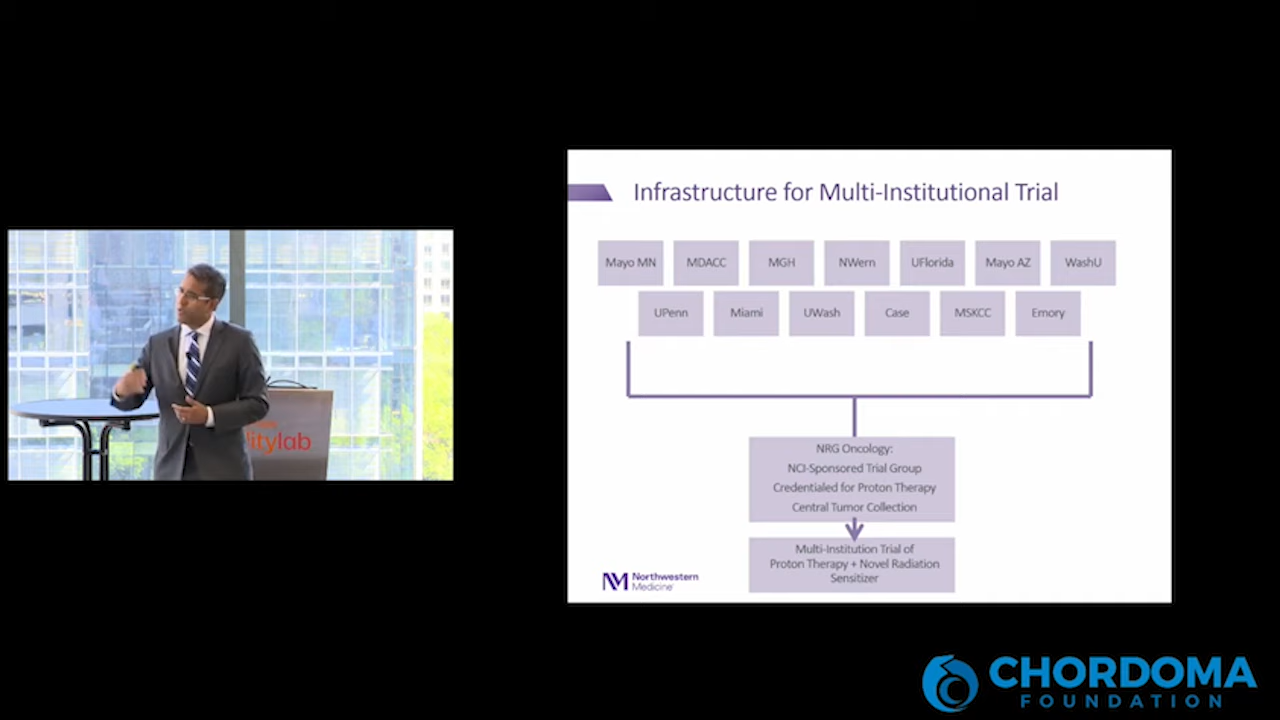 Infrastructure for Multi-Institutional Trial
Mayo MN
MDACC
MGH
NWern
UFlorida
Mayo AZ
WashU
UPenn
Miami
UWash
Case
MSKCC
Emory
NRG Oncology:
NCI-Sponsored Trial Group
Credentialed for Proton Therapy
Central Tumor Collection
Multi-Institution Trial of
Proton Therapy + Novel Radiation
Sensitizer
NM Northwestern
Medicine
litylab
CHORDOMA
FOUNDATION